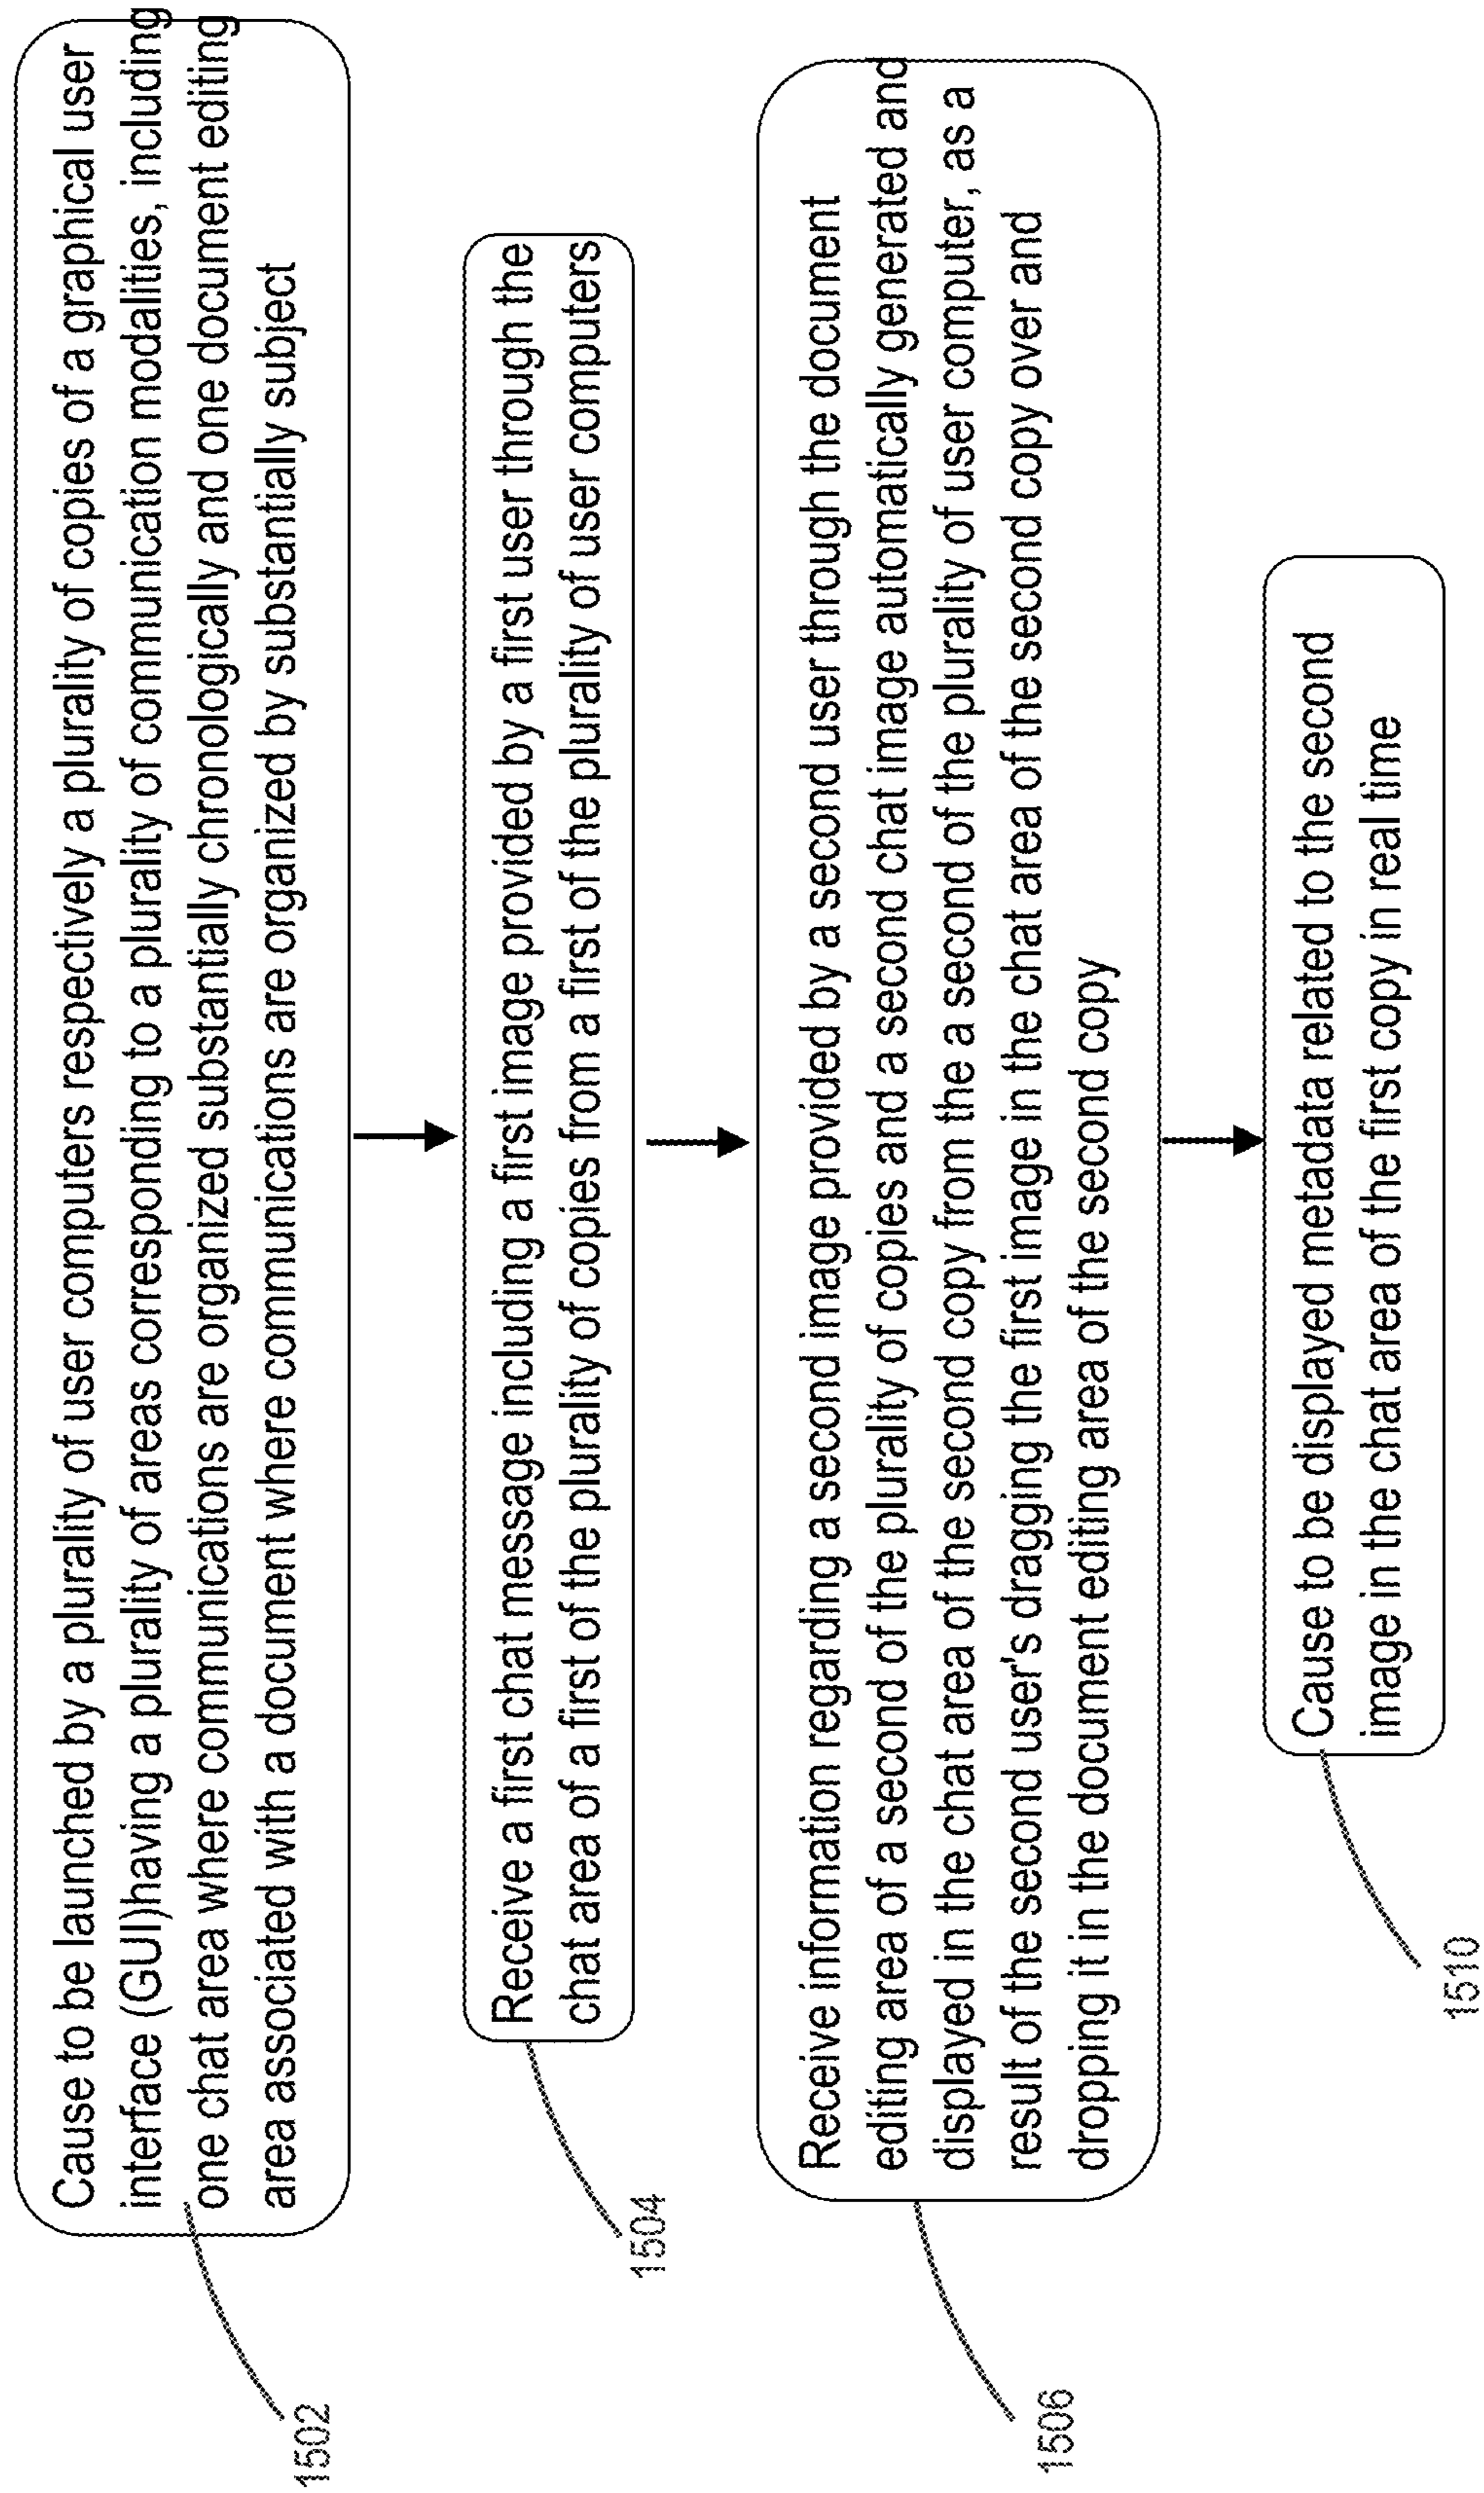 Cause to be launched by a plurality of user computers respectively a plurality of copies of a graphical user
interface (GUI)having a plurality of areas corresponding to a plurality of communication modalities, including
one chat area where communications are organized substantially chronologically and one document editing
area associated with a document where communications are organized by substantially subject
1502
Receive a first chat message including a first image provided by a first user through the
chat area of a first of the plurality of copies from a first of the plurality of user computers
1504
Receive information regarding a second image provided by a second user through the document
editing area of a second of the plurality of copies and a second chat image automatically generated and
displayed in the chat area of the second copy from the a second of the plurality of user computer, as a
result of the second user's dragging the first image in the chat area of the second copy over and
dropping it in the document editing area of the second copy
1506
Cause to be displayed metadata related to the second
image in the chat area of the first copy in real time
1510